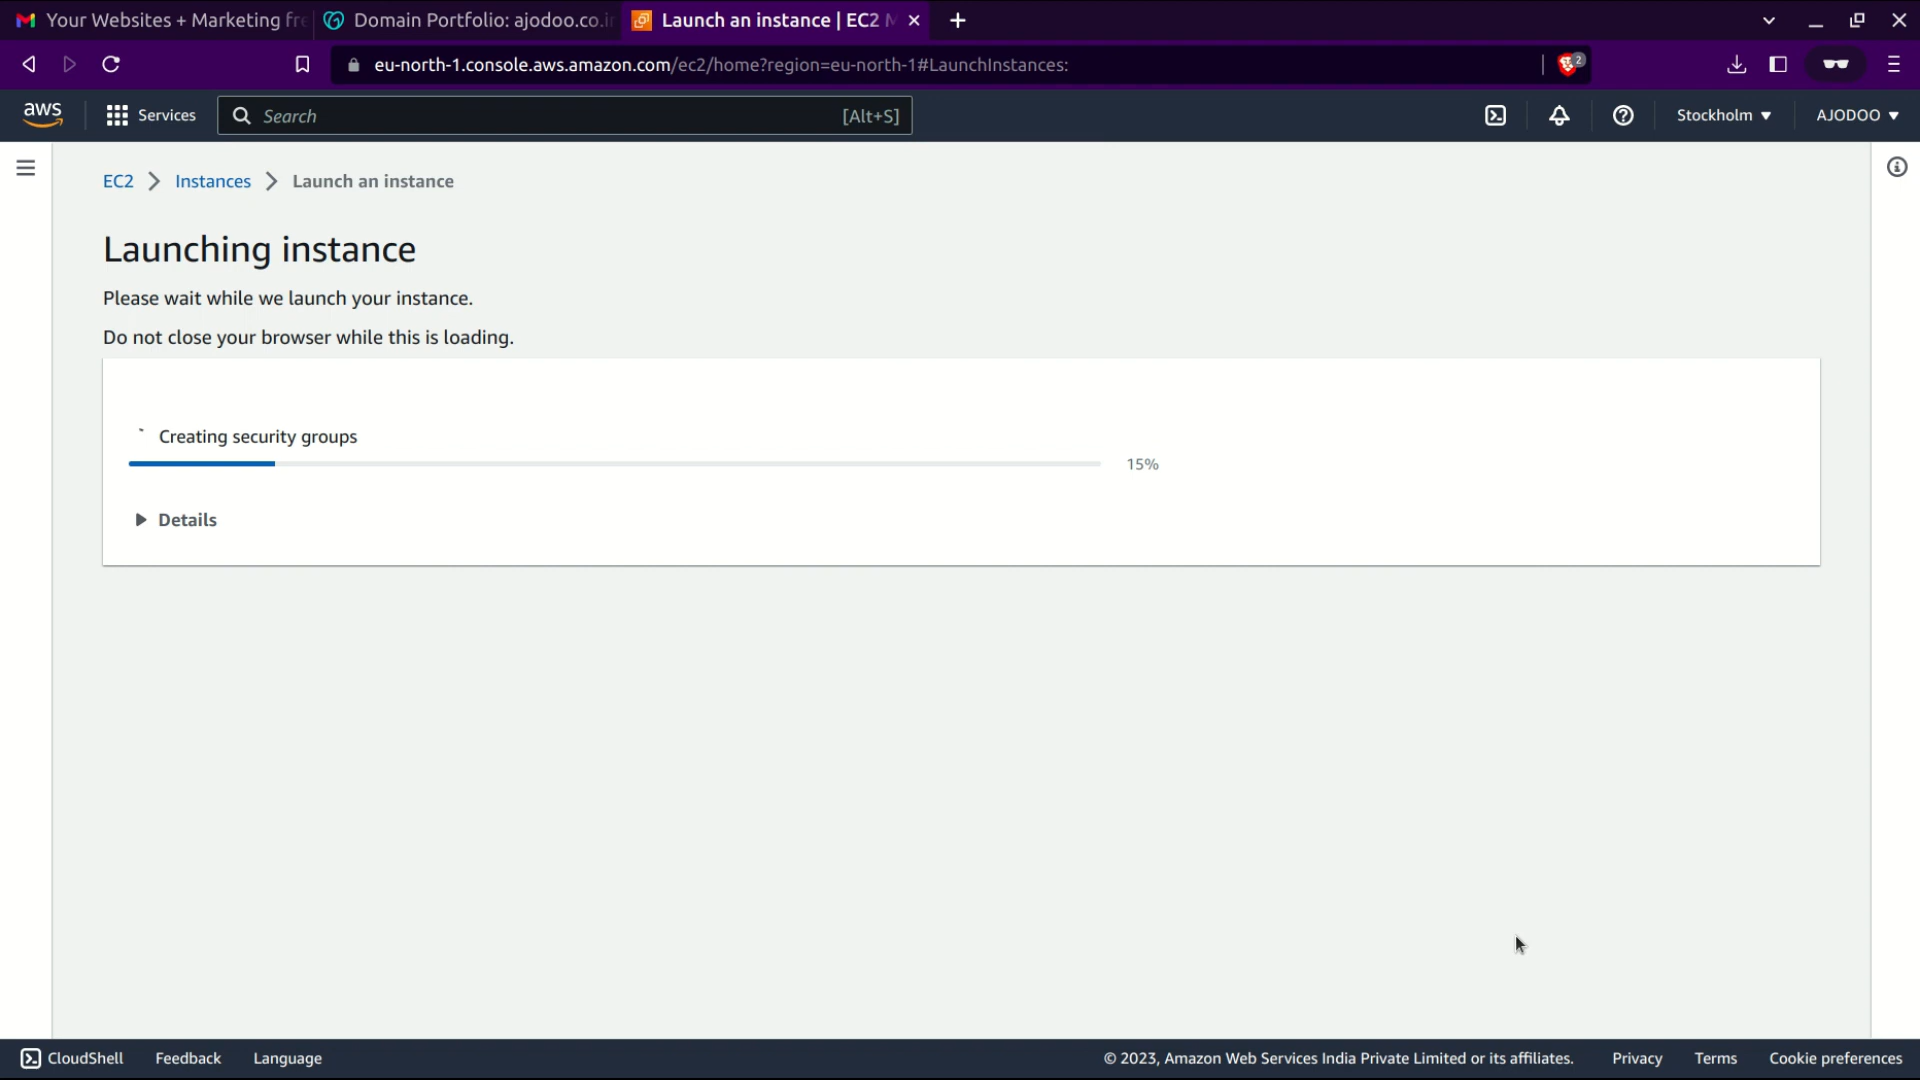 Your Websites + Marketing fre
Domain Portfolio: ajodoo.co.in
Launch an instance | EC2 M
eu-north-1.console.aws.amazon.com/ec2/home?region=eu-north-1#LaunchInstances:
2
aws
Services
Search
[Alt+S]
Stockholm
AJODOO
EC2 > Instances > Launch an instance
Launching instance
Please wait while we launch your instance.
Do not close your browser while this is loading.
Creating security groups
15%
Details
CloudShell
Feedback
Language
© 2023, Amazon Web Services India Private Limited or its affiliates.
Privacy
Terms
Cookie preferences